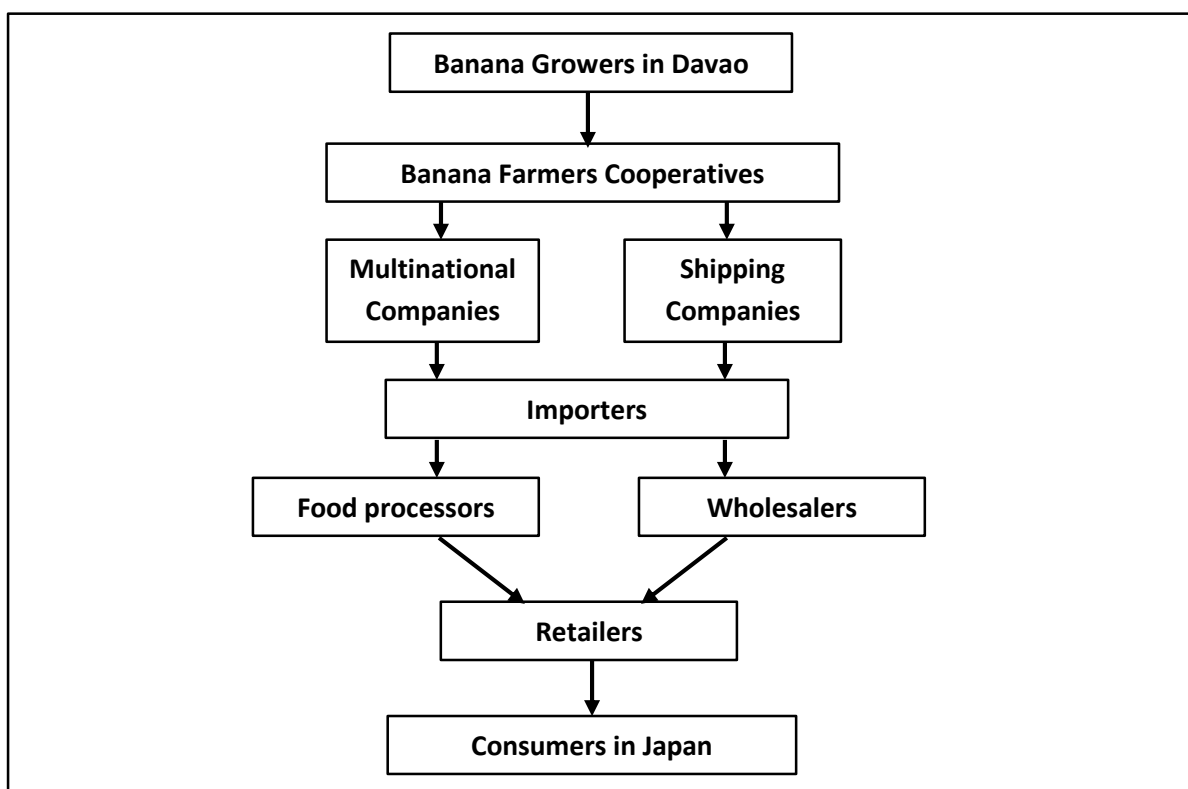 Banana Growers in Davao
Banana Farmers Cooperatives
Multinational
Companies
Shipping
Companies
Importers
Food processors
Wholesalers
Retailers
Consumers in Japan